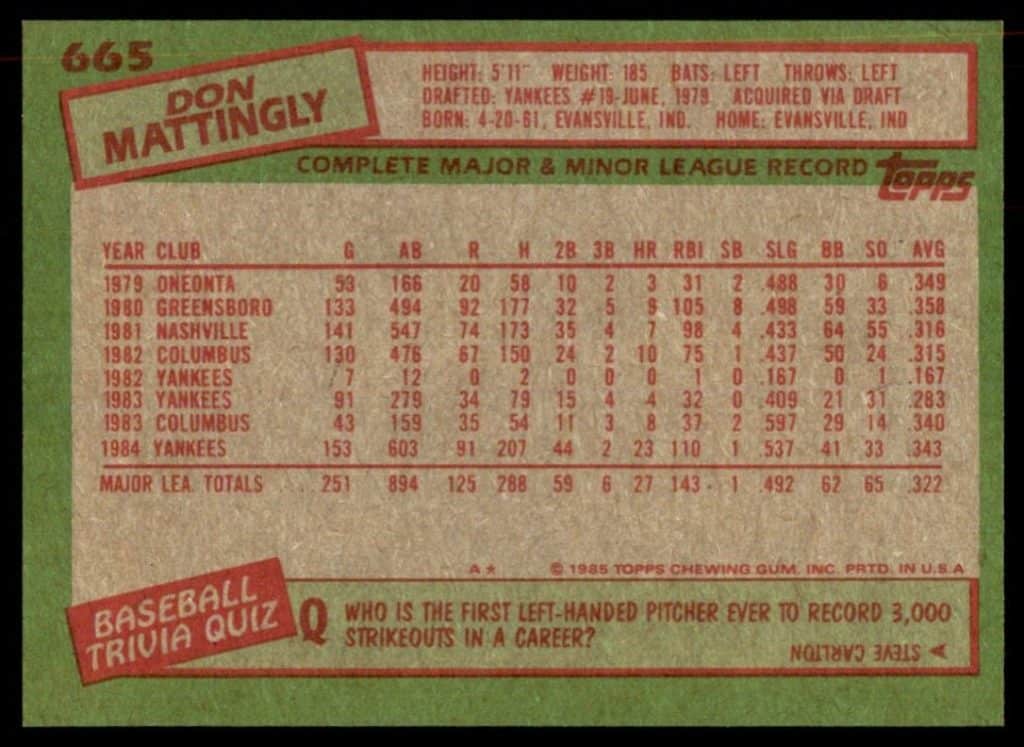 665
DON
MATTINGLY
HEIGHT: 5'11" WEIGHT: 185 BATS: LEFT THROWS: LEFT
DRAFTED: YANKEES #19-JUNE, 1979 ACQUIRED VIA DRAFT
BORN: 4-20-61, EVANSVILLE, IND. HOME: EVANSVILLE, IND
COMPLETE MAJOR & MINOR LEAGUE RECORD TOPPS
YEAR CLUB G AB R H 2B 3B HR RBI SB SLG BB SO AVG
1979 ONEONTA 53 166 20 58 10 2 3 31 2 .488 30 6 .349
1980 GREENSBORO 133 494 92 177 32 5 9 105 8 .498 59 33 .358
1981 NASHVILLE 141 547 74 173 35 4 7 98 4 .433 64 55 .316
1982 COLUMBUS 130 476 67 150 24 2 10 75 1 .437 50 24 .315
1982 YANKEES 7 12 0 2 0 0 0 1 0 .167 0 1 .167
1983 YANKEES 91 279 34 79 15 4 4 32 0 .409 21 31 .283
1983 COLUMBUS 43 159 35 54 11 3 8 37 2 .597 29 14 .340
1984 YANKEES 153 603 91 207 44 2 23 110 1 .537 41 33 .343
MAJOR LEA. TOTALS 251 894 125 288 59 6 27 143 1 .492 62 65 .322
A* © 1985 TOPPS CHEWING GUM, INC. PRTD. IN U.S.A
BASEBALL
TRIVIA QUIZ
Q WHO IS THE FIRST LEFT-HANDED PITCHER EVER TO RECORD 3,000
STRIKEOUTS IN A CAREER?
A STEVE CARLTON